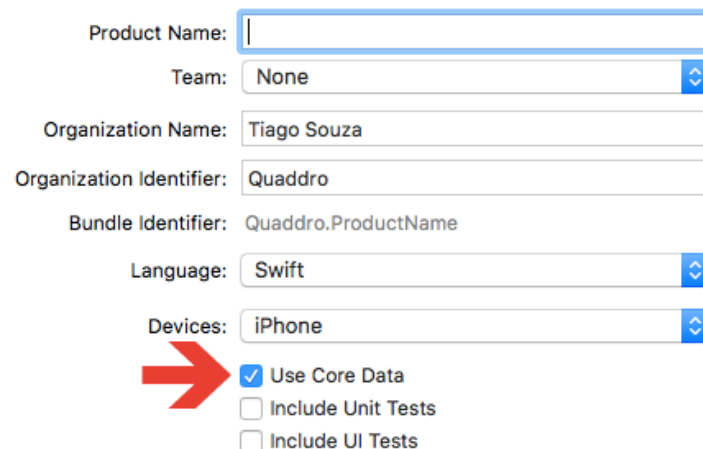 Product Name:
Team: None
Organization Name: Tiago Souza
Organization Identifier: Quaddro
Bundle Identifier: Quaddro.ProductName
Language: Swift
Devices: iPhone
Use Core Data
Include Unit Tests
Include UI Tests